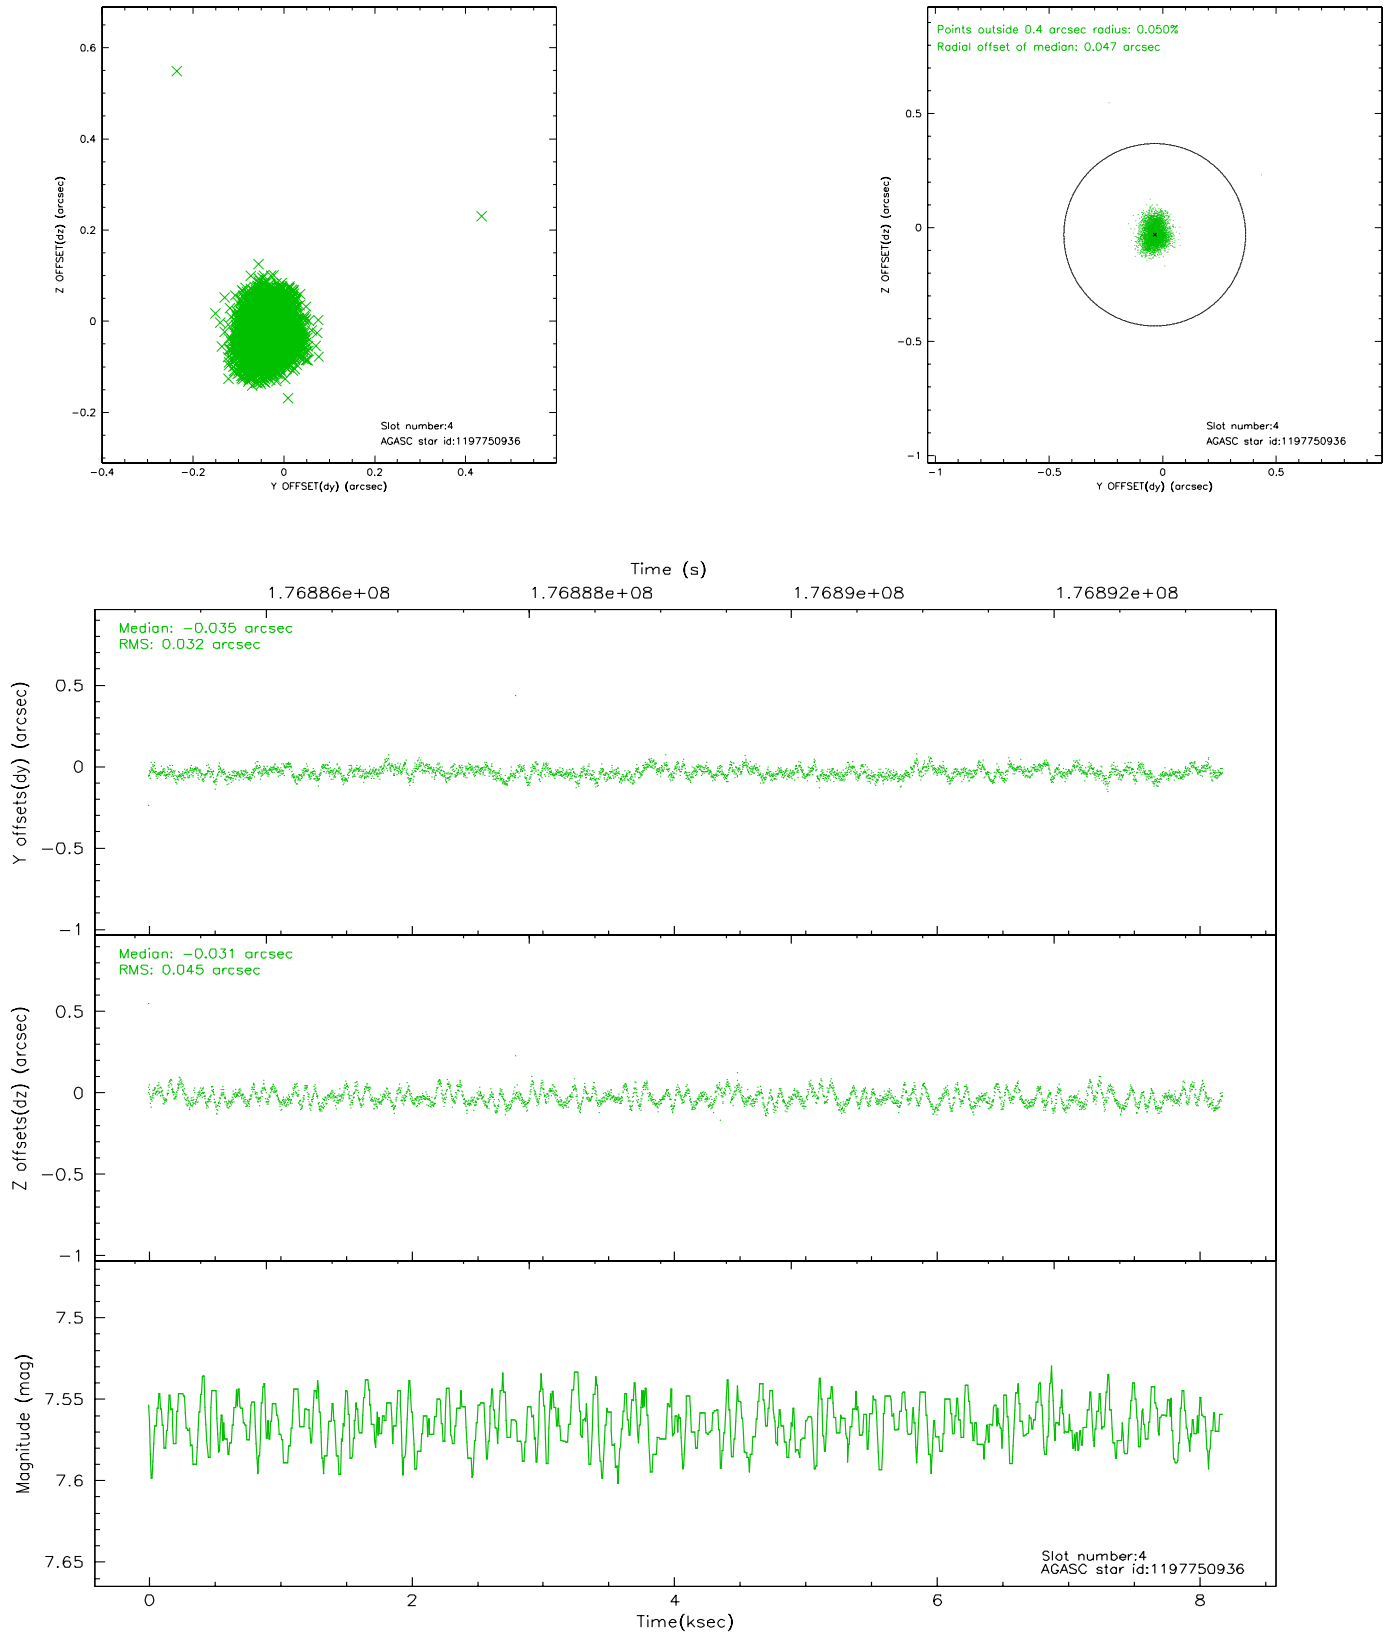 0.6
0.4
0.2
0
−0.2
Z OFFSET(dz) (arcsec)
Slot number:4
AGASC star id:1197750936
−0.4 −0.2 0 0.2 0.4
Y OFFSET(dy) (arcsec)
Points outside 0.4 arcsec radius: 0.050%
Radial offset of median: 0.047 arcsec
0.5
0
−0.5
−1
Z OFFSET(dz) (arcsec)
Slot number:4
AGASC star id:1197750936
−1 −0.5 0 0.5
Y OFFSET(dy) (arcsec)
Time (s)
1.76886e+08 1.76888e+08 1.7689e+08 1.76892e+08
Median: −0.035 arcsec
RMS: 0.032 arcsec
0.5
0
−0.5
−1
Y offsets(dy) (arcsec)
Median: −0.031 arcsec
RMS: 0.045 arcsec
0.5
0
−0.5
−1
Z offsets(dz) (arcsec)
7.5
7.55
7.6
7.65
Magnitude (mag)
Slot number:4
AGASC star id:1197750936
0 2 4 6 8
Time(ksec)